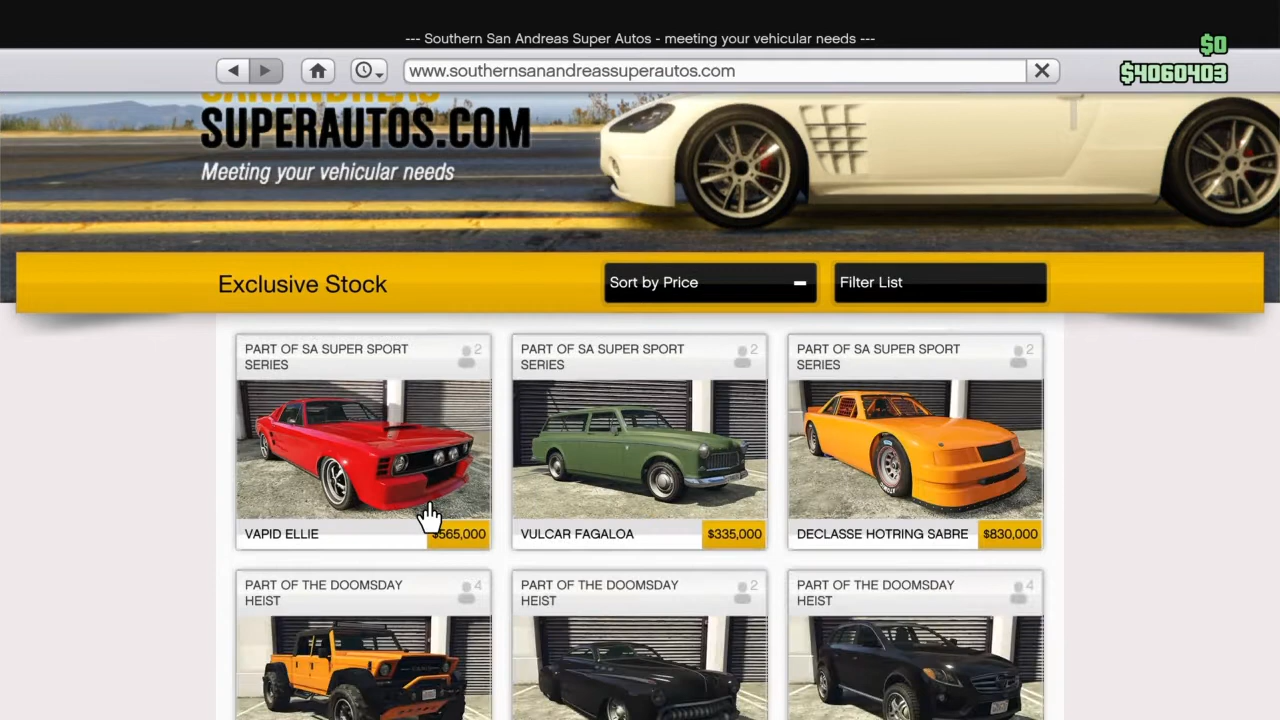 --- Southern San Andreas Super Autos - meeting your vehicular needs ---
$0
www.southernsanandreassuperautos.com
$4060403
SANANDREAS
SUPERAUTOS.COM
Meeting your vehicular needs
Exclusive Stock
Sort by Price
Filter List
PART OF SA SUPER SPORT SERIES
2
VAPID ELLIE
$565,000
PART OF SA SUPER SPORT SERIES
2
VULCAR FAGALOA
$335,000
PART OF SA SUPER SPORT SERIES
2
DECLASSE HOTRING SABRE
$830,000
PART OF THE DOOMSDAY HEIST
4
PART OF THE DOOMSDAY HEIST
2
PART OF THE DOOMSDAY HEIST
4